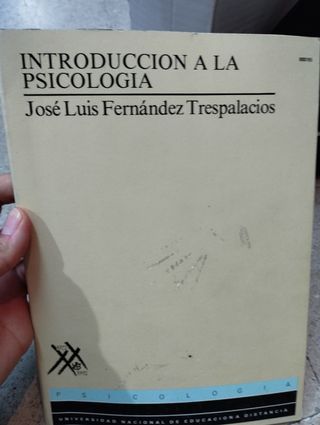 INTRODUCCION A LA
PSICOLOGIA
José Luis Fernández Trespalacios
PSICOLOGIA
UNIVERSIDAD NACIONAL DE EDUCACION A DISTANCIA